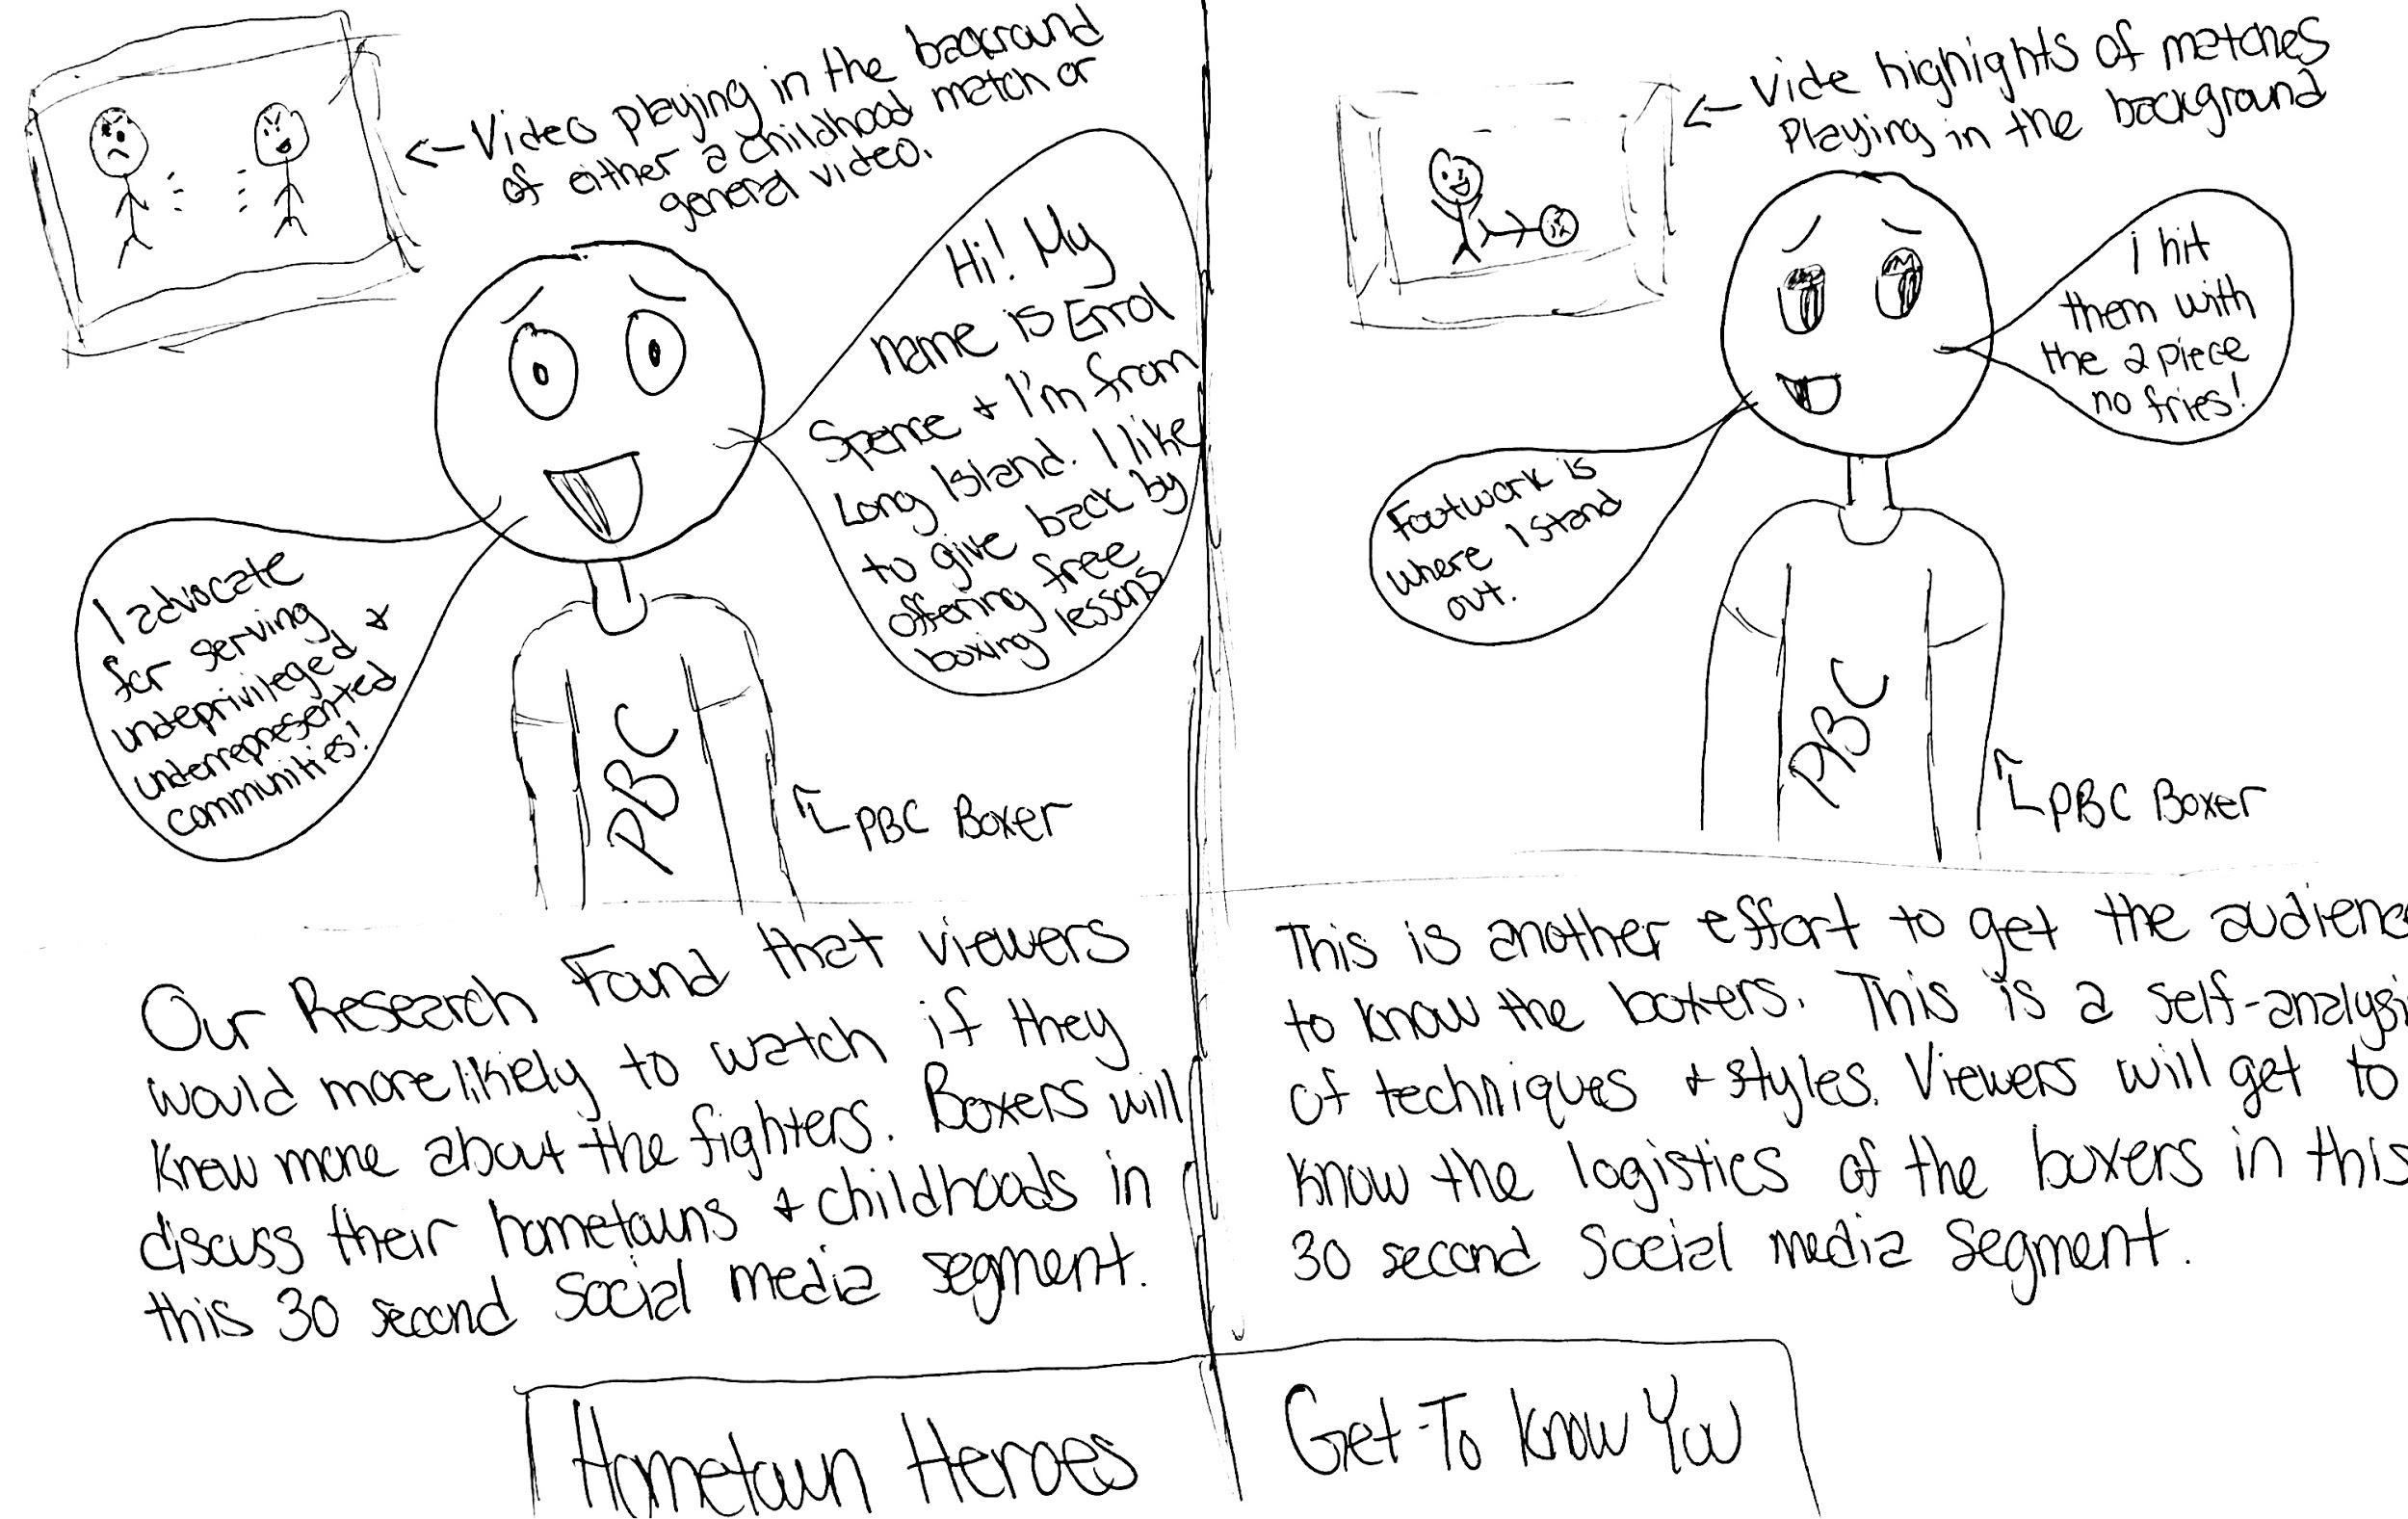 Video playing in the bacground
of either a childhood match or
general video.
Hi! My
name is Errol
Spence & I'm from
Long Island. I like
to give back by
offering free
boxing lessons
I advocate
for serving
undeprivileged &
underrepresented
communities!
PBC
PBC Boxer
Our Research Found that viewers
would more likely to watch if they
knew more about the fighters. Boxers will
discuss their hometowns & childhoods in
this 30 second social media segment.
Hometown Heroes
Vide highights of matches
Playing in the background
I hit
them with
the 2 piece
no fries!
Footwork is
where I stand
out.
PBC
PBC Boxer
This is another effort to get the audienc
to know the boxers. This is a self-analysi
of techniques & styles. Viewers will get to
know the logistics of the boxers in this
30 second social media segment.
Get-To Know You